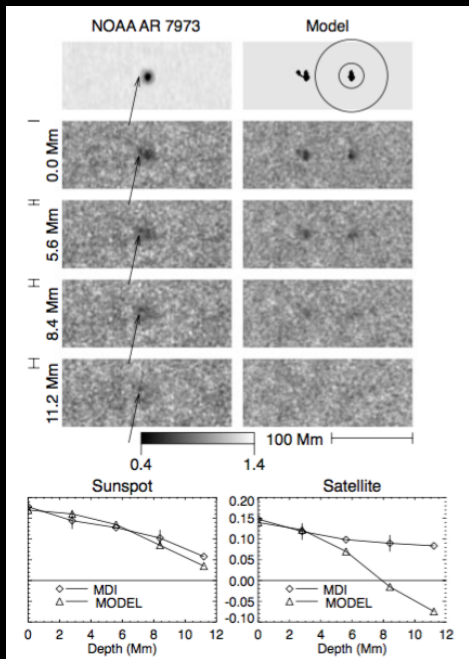 NOAA AR 7973 Model
0.0 Mm
5.6 Mm
8.4 Mm
11.2 Mm
100 Mm
0.4 1.4
Sunspot Satellite
0.20
0.15
0.10
0.05
0.00
-0.05
-0.10
MDI
MODEL
MDI
MODEL
0 2 4 6 8 10 12 0 2 4 6 8 10 12
Depth (Mm) Depth (Mm)